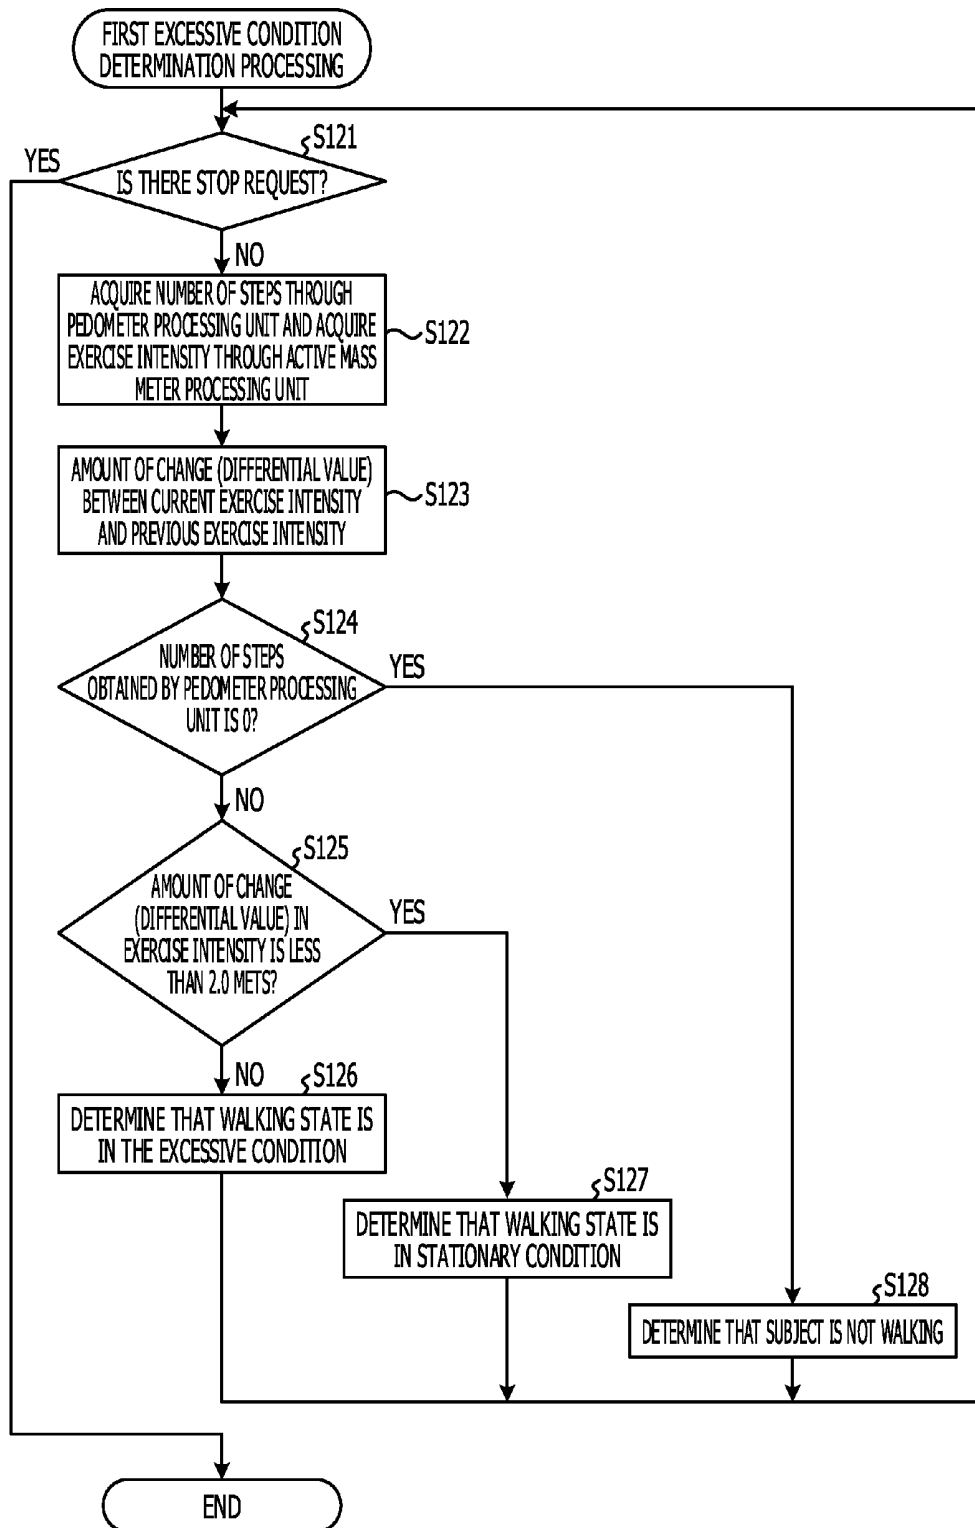 FIRST EXCESSIVE CONDITION
DETERMINATION PROCESSING
S121
YES
IS THERE STOP REQUEST?
NO
ACQUIRE NUMBER OF STEPS THROUGH
PEDOMETER PROCESSING UNIT AND ACQUIRE
EXERCISE INTENSITY THROUGH ACTIVE MASS
METER PROCESSING UNIT
S122
AMOUNT OF CHANGE (DIFFERENTIAL VALUE)
BETWEEN CURRENT EXERCISE INTENSITY
AND PREVIOUS EXERCISE INTENSITY
S123
S124
NUMBER OF STEPS
OBTAINED BY PEDOMETER PROCESSING
UNIT IS 0?
YES
NO
S125
AMOUNT OF CHANGE
(DIFFERENTIAL VALUE) IN
EXERCISE INTENSITY IS LESS
THAN 2.0 METS?
YES
NO
S126
DETERMINE THAT WALKING STATE IS
IN THE EXCESSIVE CONDITION
S127
DETERMINE THAT WALKING STATE IS
IN STATIONARY CONDITION
S128
DETERMINE THAT SUBJECT IS NOT WALKING
END